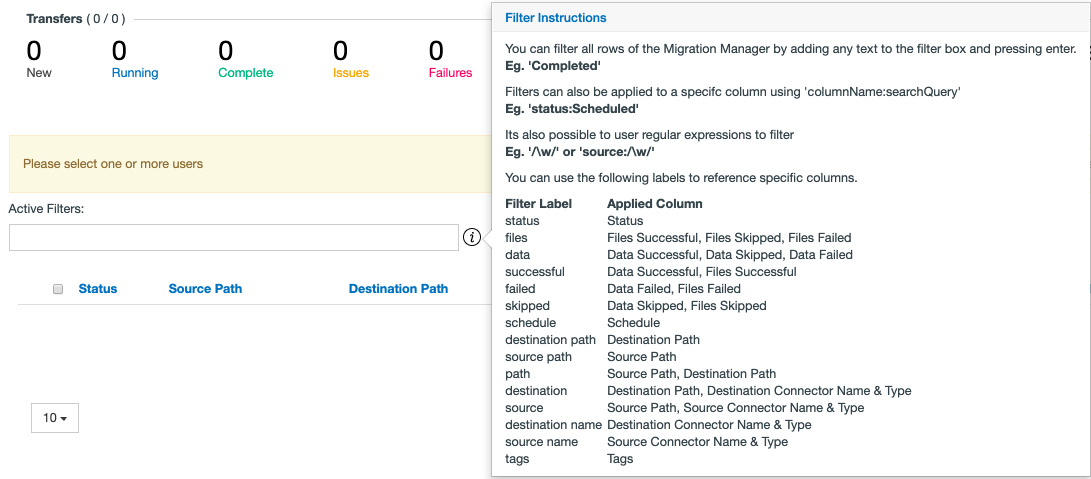 Transfers ( 0 / 0 )
0 0 0 0 0
New Running Complete Issues Failures
Please select one or more users
Active Filters:
Status Source Path Destination Path
10
Filter Instructions
You can filter all rows of the Migration Manager by adding any text to the filter box and pressing enter.
Eg. 'Completed'
Filters can also be applied to a specifc column using 'columnName:searchQuery'
Eg. 'status:Scheduled'
Its also possible to user regular expressions to filter
Eg. '/\w/' or 'source:/\w/'
You can use the following labels to reference specific columns.
Filter Label Applied Column
status Status
files Files Successful, Files Skipped, Files Failed
data Data Successful, Data Skipped, Data Failed
successful Data Successful, Files Successful
failed Data Failed, Files Failed
skipped Data Skipped, Files Skipped
schedule Schedule
destination path Destination Path
source path Source Path
path Source Path, Destination Path
destination Destination Path, Destination Connector Name & Type
source Source Path, Source Connector Name & Type
destination name Destination Connector Name & Type
source name Source Connector Name & Type
tags Tags